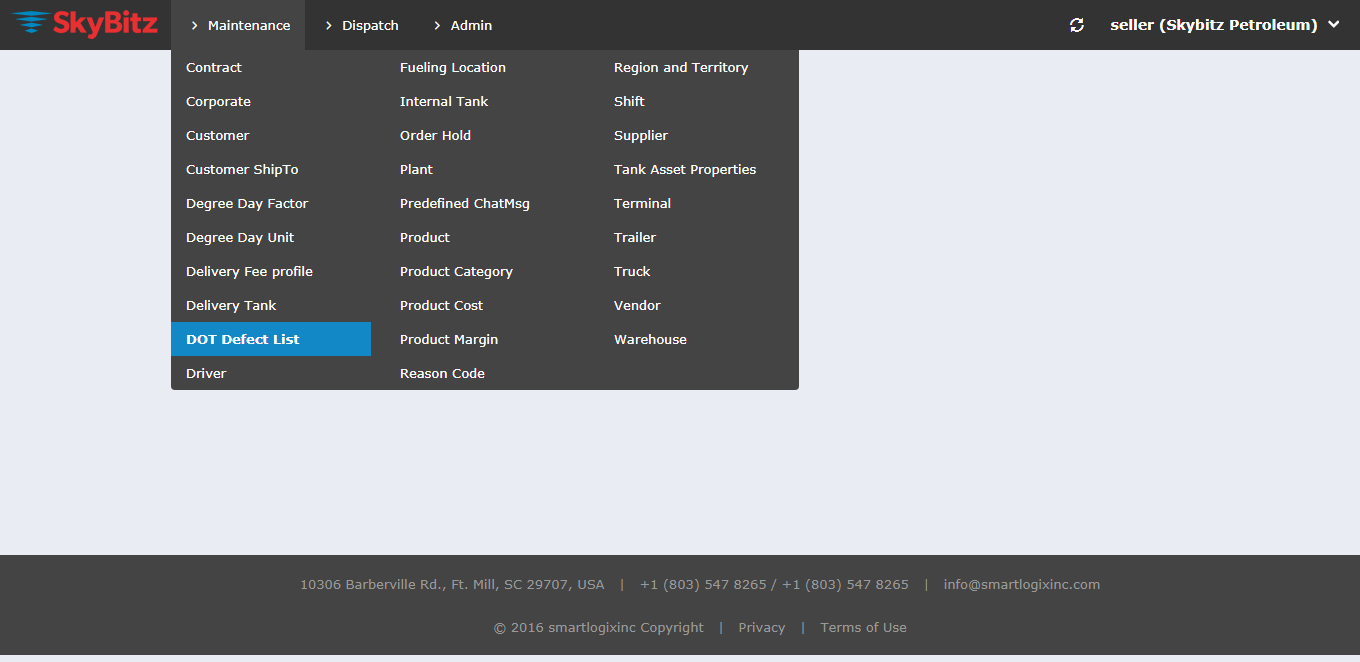 SkyBitz Maintenance Dispatch Admin seller (Skybitz Petroleum)
Contract Fueling Location Region and Territory
Corporate Internal Tank Shift
Customer Order Hold Supplier
Customer ShipTo Plant Tank Asset Properties
Degree Day Factor Predefined ChatMsg Terminal
Degree Day Unit Product Trailer
Delivery Fee profile Product Category Truck
Delivery Tank Product Cost Vendor
DOT Defect List Product Margin Warehouse
Driver Reason Code
10306 Barberville Rd., Ft. Mill, SC 29707, USA | +1 (803) 547 8265 / +1 (803) 547 8265 | info@smartlogixinc.com
© 2016 smartlogixinc Copyright | Privacy | Terms of Use